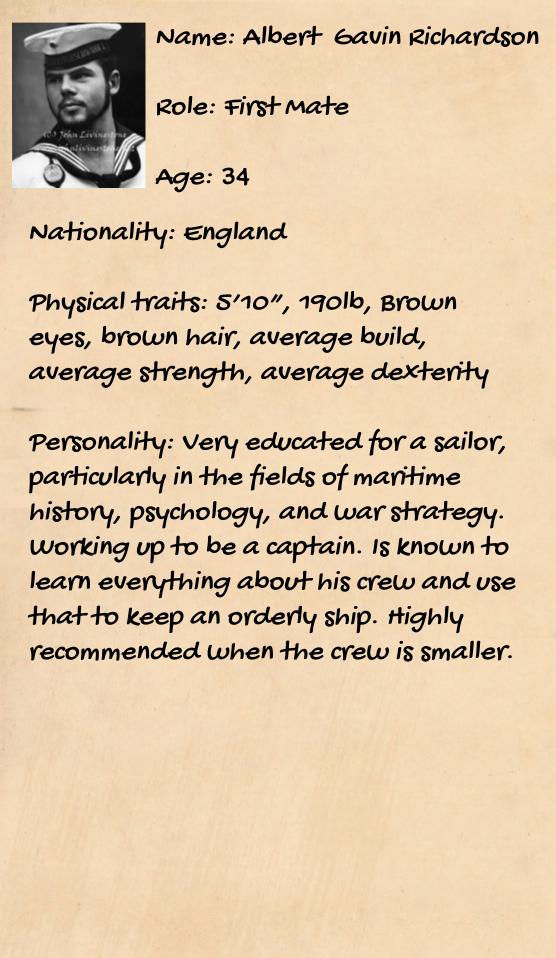 Name: Albert Gavin Richardson
Role: First Mate
Age: 34
Nationality: England
Physical traits: 5'10", 190lb, Brown
eyes, brown hair, average build,
average strength, average dexterity
Personality: Very educated for a sailor,
particularly in the fields of maritime
history, psychology, and war strategy.
Working up to be a captain. Is known to
learn everything about his crew and use
that to keep an orderly ship. Highly
recommended when the crew is smaller.
(C) John Livingstone